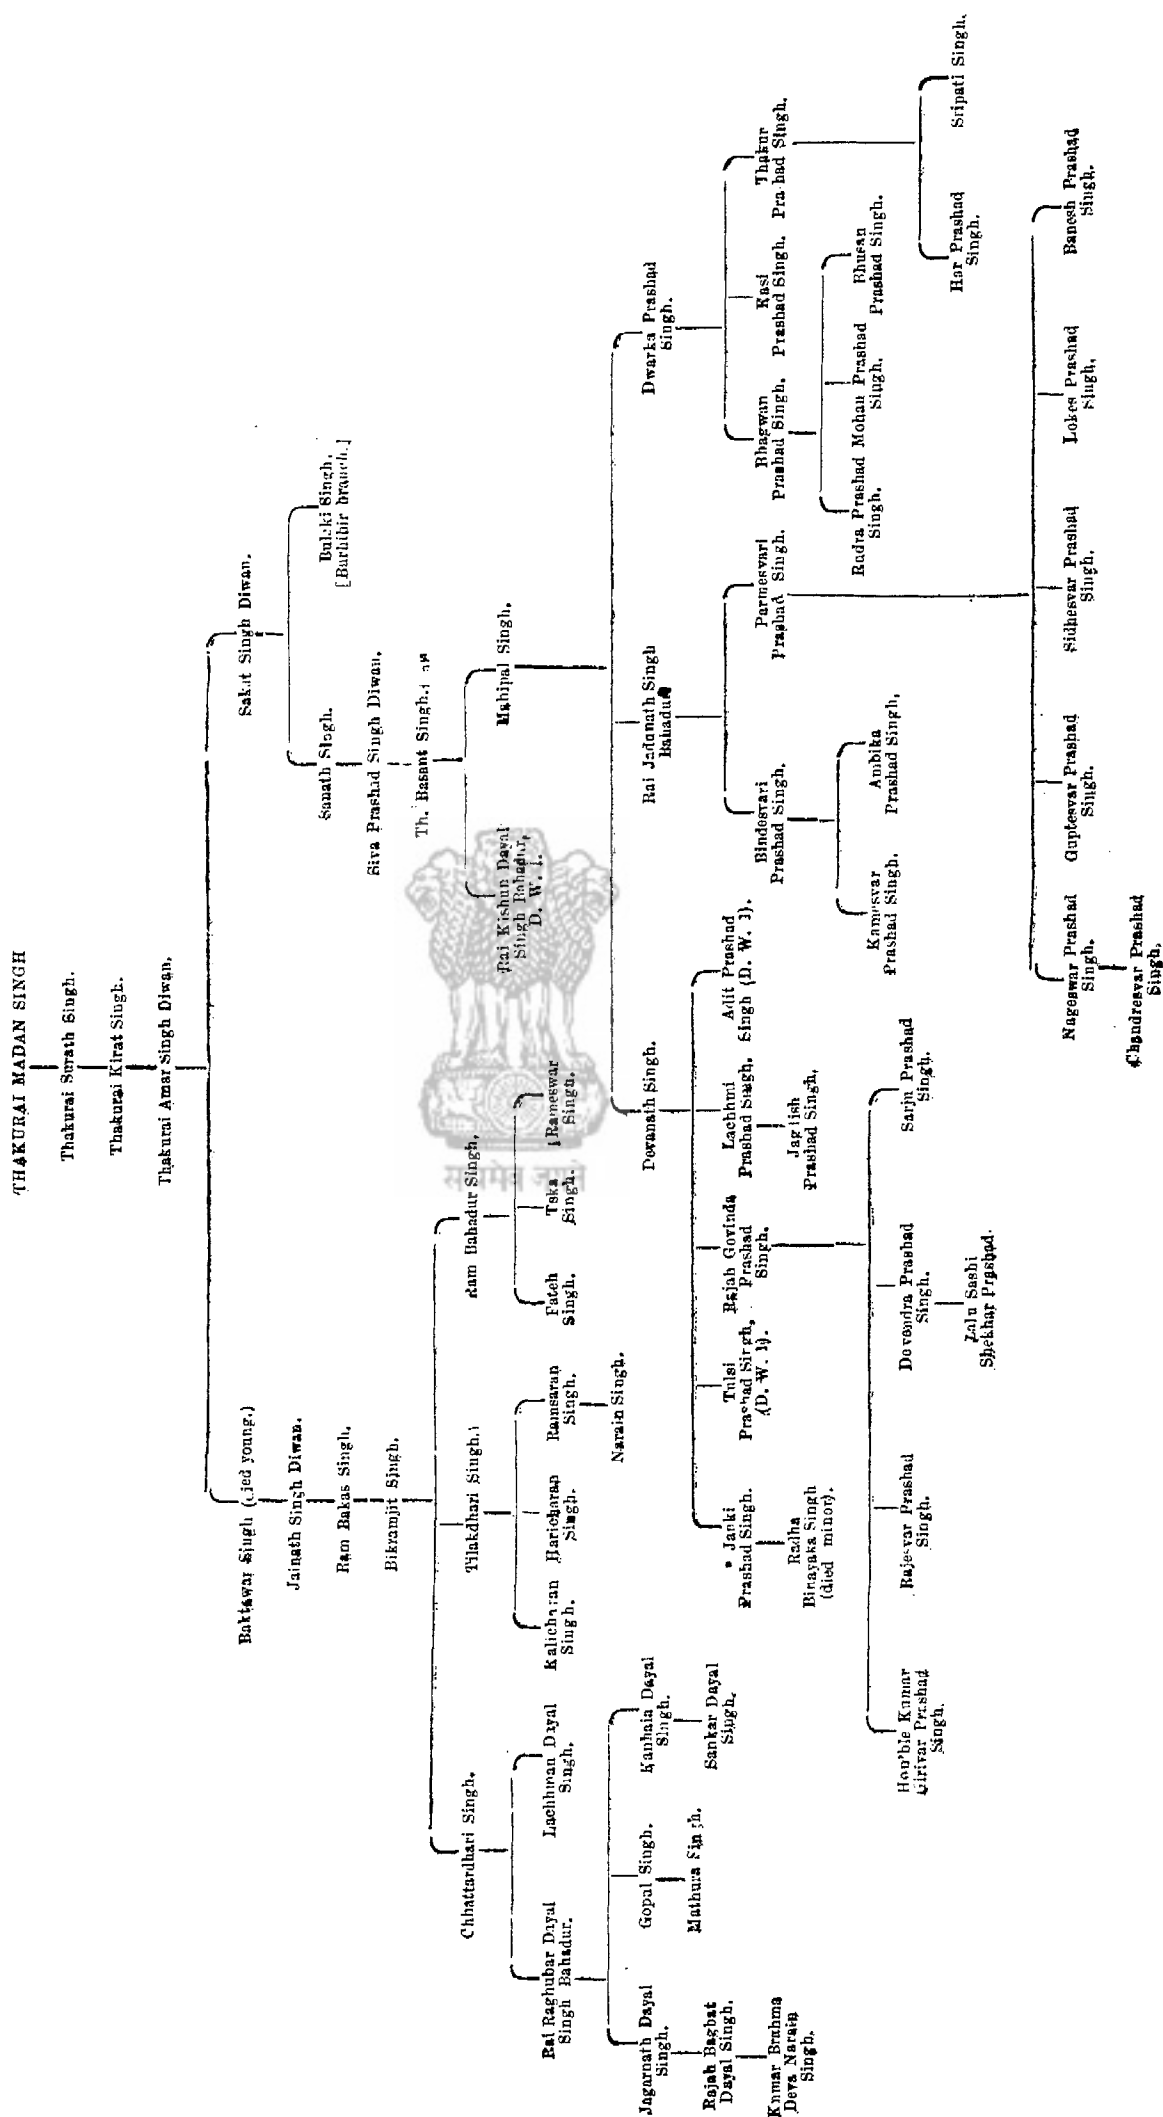 THAKURAI MADAN SINGH
Thakurai Surath Singh.
Thakurai Kirat Singh.
Thakurai Amar Singh Diwan.
Baktawar Singh (died young.)
Sakat Singh Diwan.
Jainath Singh Diwan.
Sanath Singh.
Bulaki Singh.
[Barhibir branch.]
Ram Bakas Singh.
Siva Prashad Singh Diwan.
Bikramjit Singh.
Th. Basant Singh.
Chhattardhari Singh.
Tilakdhari Singh.
Ram Bahadur Singh.
Rai Kishun Dayal
Singh Bahadur,
D. W. I.
Mahipal Singh.
Rai Raghubar Dayal
Singh Bahadur.
Lachhman Dayal
Singh.
Kalicharan
Singh.
Haricharan
Singh.
Ramsaran
Singh.
Fateh
Singh.
Teka
Singh.
Rameswar
Singh.
Narain Singh.
Jagarnath Dayal
Singh.
Gopal Singh.
Kanhaia Dayal
Singh.
Devanath Singh.
Rai Jadunath Singh
Bahadur
Dwarka Prashad
Singh.
Rajah Bagbat
Dayal Singh.
Mathura Singh.
Sankar Dayal
Singh.
Kumar Brahma
Deva Narain
Singh.
Janki
Prashad Singh.
Tulsi
Prashad Singh,
(D. W. I).
Rajah Govinda
Prashad
Singh.
Lachhmi
Prashad Singh.
Adit Prashad
Singh (D. W. I).
Bindesvari
Prashad Singh.
Parmesvari
Prashad Singh.
Bhagwan
Prashad Singh.
Kasi
Prashad Singh.
Thakur
Prashad Singh.
Radha
Binayaka Singh
(died minor).
Jagdish
Prashad Singh.
Kamesvar
Prashad Singh.
Ambika
Prashad Singh.
Rudra Prashad
Singh.
Mohan Prashad
Singh.
Bhusan
Prashad Singh.
Hon'ble Kumar
Girivar Prashad
Singh.
Rajesvar Prashad
Singh.
Devendra Prashad
Singh.
Sarju Prashad
Singh.
Har Prashad
Singh.
Sripati Singh.
Lalu Sashi
Shekhar Prashad.
Nageswar Prashad
Singh.
Guptesvar Prashad
Singh.
Sidhesvar Prashad
Singh.
Lokes Prashad
Singh.
Banesh Prashad
Singh.
Chandresvar Prashad
Singh.
सत्यमेव जयते